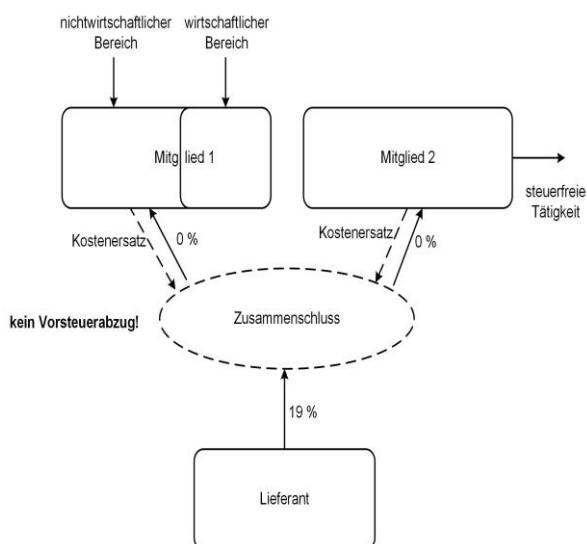 nichtwirtschaftlicher
Bereich
wirtschaftlicher
Bereich
Mitglied 1
Mitglied 2
steuerfreie
Tätigkeit
Kostenersatz
0 %
Kostenersatz
0 %
kein Vorsteuerabzug!
Zusammenschluss
19 %
Lieferant